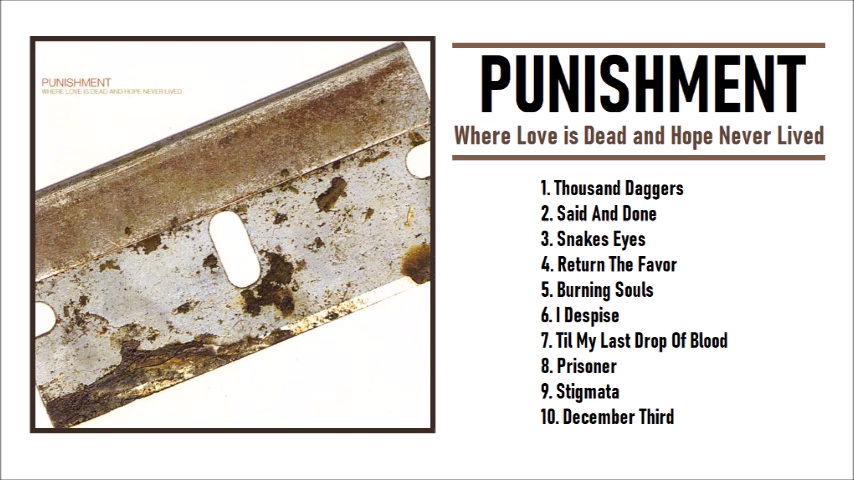 PUNISHMENT
WHERE LOVE IS DEAD AND HOPE NEVER LIVED
PUNISHMENT
Where Love is Dead and Hope Never Lived
1. Thousand Daggers
2. Said And Done
3. Snakes Eyes
4. Return The Favor
5. Burning Souls
6. I Despise
7. Til My Last Drop Of Blood
8. Prisoner
9. Stigmata
10. December Third